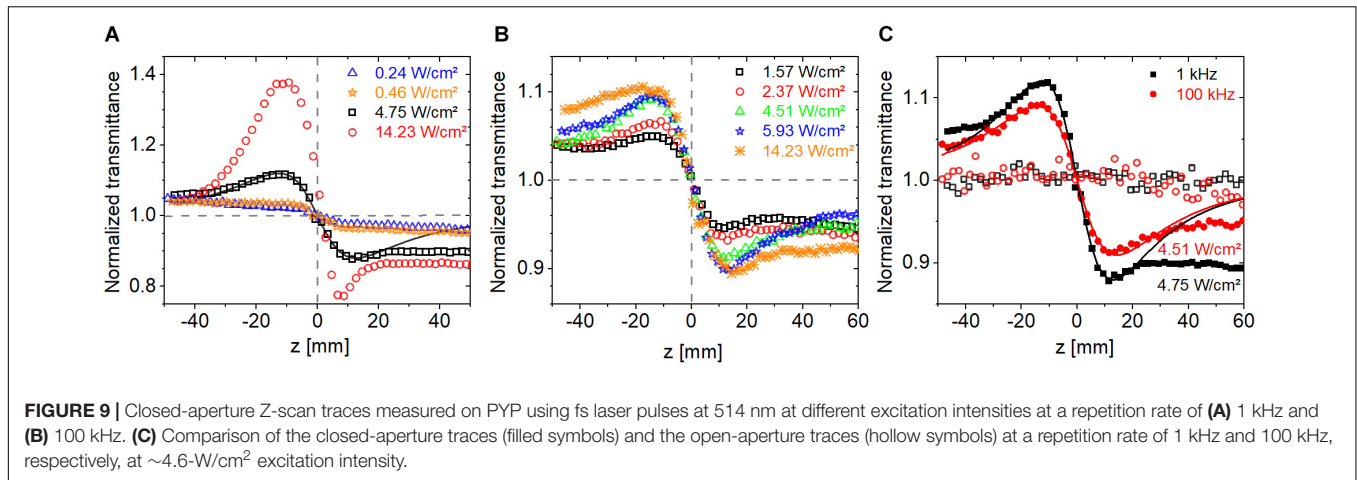 A
B
C
Normalized transmittance
1.4
1.2
1.0
0.8
0.24 W/cm²
0.46 W/cm²
4.75 W/cm²
14.23 W/cm²
-40
-20
0
20
40
z [mm]
Normalized transmittance
1.1
1.0
0.9
1.57 W/cm²
2.37 W/cm²
4.51 W/cm²
5.93 W/cm²
14.23 W/cm²
-40
-20
0
20
40
60
z [mm]
Normalized transmittance
1.1
1.0
0.9
1 kHz
100 kHz
4.51 W/cm²
4.75 W/cm²
-40
-20
0
20
40
60
z [mm]
FIGURE 9 | Closed-aperture Z-scan traces measured on PYP using fs laser pulses at 514 nm at different excitation intensities at a repetition rate of (A) 1 kHz and
(B) 100 kHz. (C) Comparison of the closed-aperture traces (filled symbols) and the open-aperture traces (hollow symbols) at a repetition rate of 1 kHz and 100 kHz,
respectively, at ∼4.6-W/cm² excitation intensity.